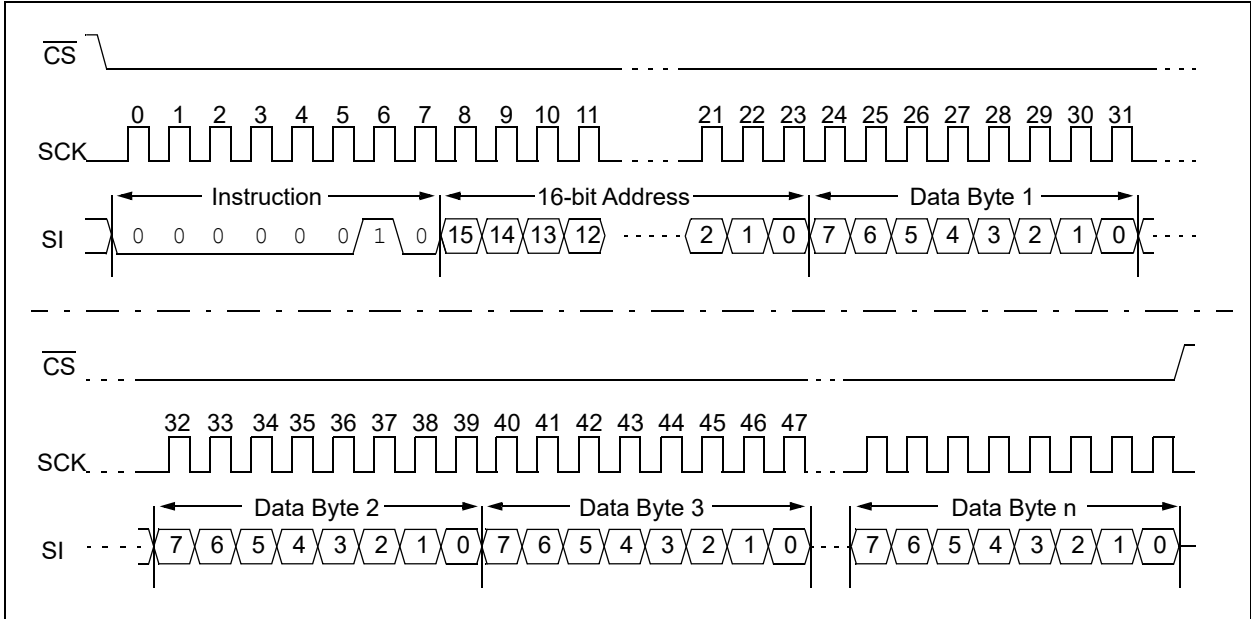 CS
0 1 2 3 4 5 6 7 8 9 10 11 21 22 23 24 25 26 27 28 29 30 31
SCK
Instruction 16-bit Address Data Byte 1
SI 0 0 0 0 0 0 1 0 15 14 13 12 2 1 0 7 6 5 4 3 2 1 0
CS
32 33 34 35 36 37 38 39 40 41 42 43 44 45 46 47
SCK
Data Byte 2 Data Byte 3 Data Byte n
SI 7 6 5 4 3 2 1 0 7 6 5 4 3 2 1 0 7 6 5 4 3 2 1 0